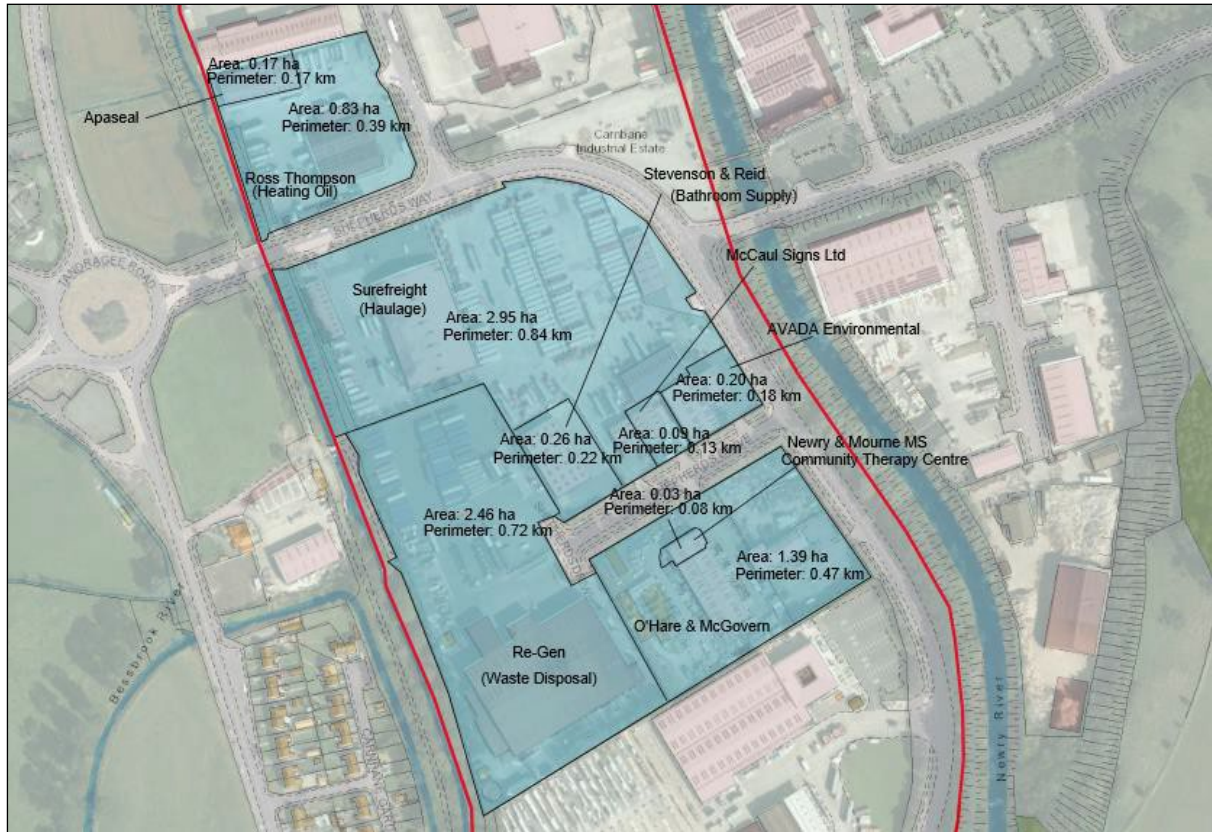 Area: 0.17 ha
Perimeter: 0.17 km
Apaseal
Area: 0.83 ha
Perimeter: 0.39 km
Ross Thompson
(Heating Oil)
SHEPHERDS WAY
TANDRAGEE ROAD
Carnbane
Industrial Estate
Stevenson & Reid
(Bathroom Supply)
McCaul Signs Ltd
Surefreight
(Haulage)
Area: 2.95 ha
Perimeter: 0.84 km
AVADA Environmental
Area: 0.20 ha
Perimeter: 0.18 km
Area: 0.26 ha
Perimeter: 0.22 km
Area: 0.09 ha
Perimeter: 0.13 km
Newry & Mourne MS
Community Therapy Centre
Area: 0.03 ha
Perimeter: 0.08 km
Area: 2.46 ha
Perimeter: 0.72 km
Area: 1.39 ha
Perimeter: 0.47 km
O'Hare & McGovern
Re-Gen
(Waste Disposal)
Bessbrook River
Newry River